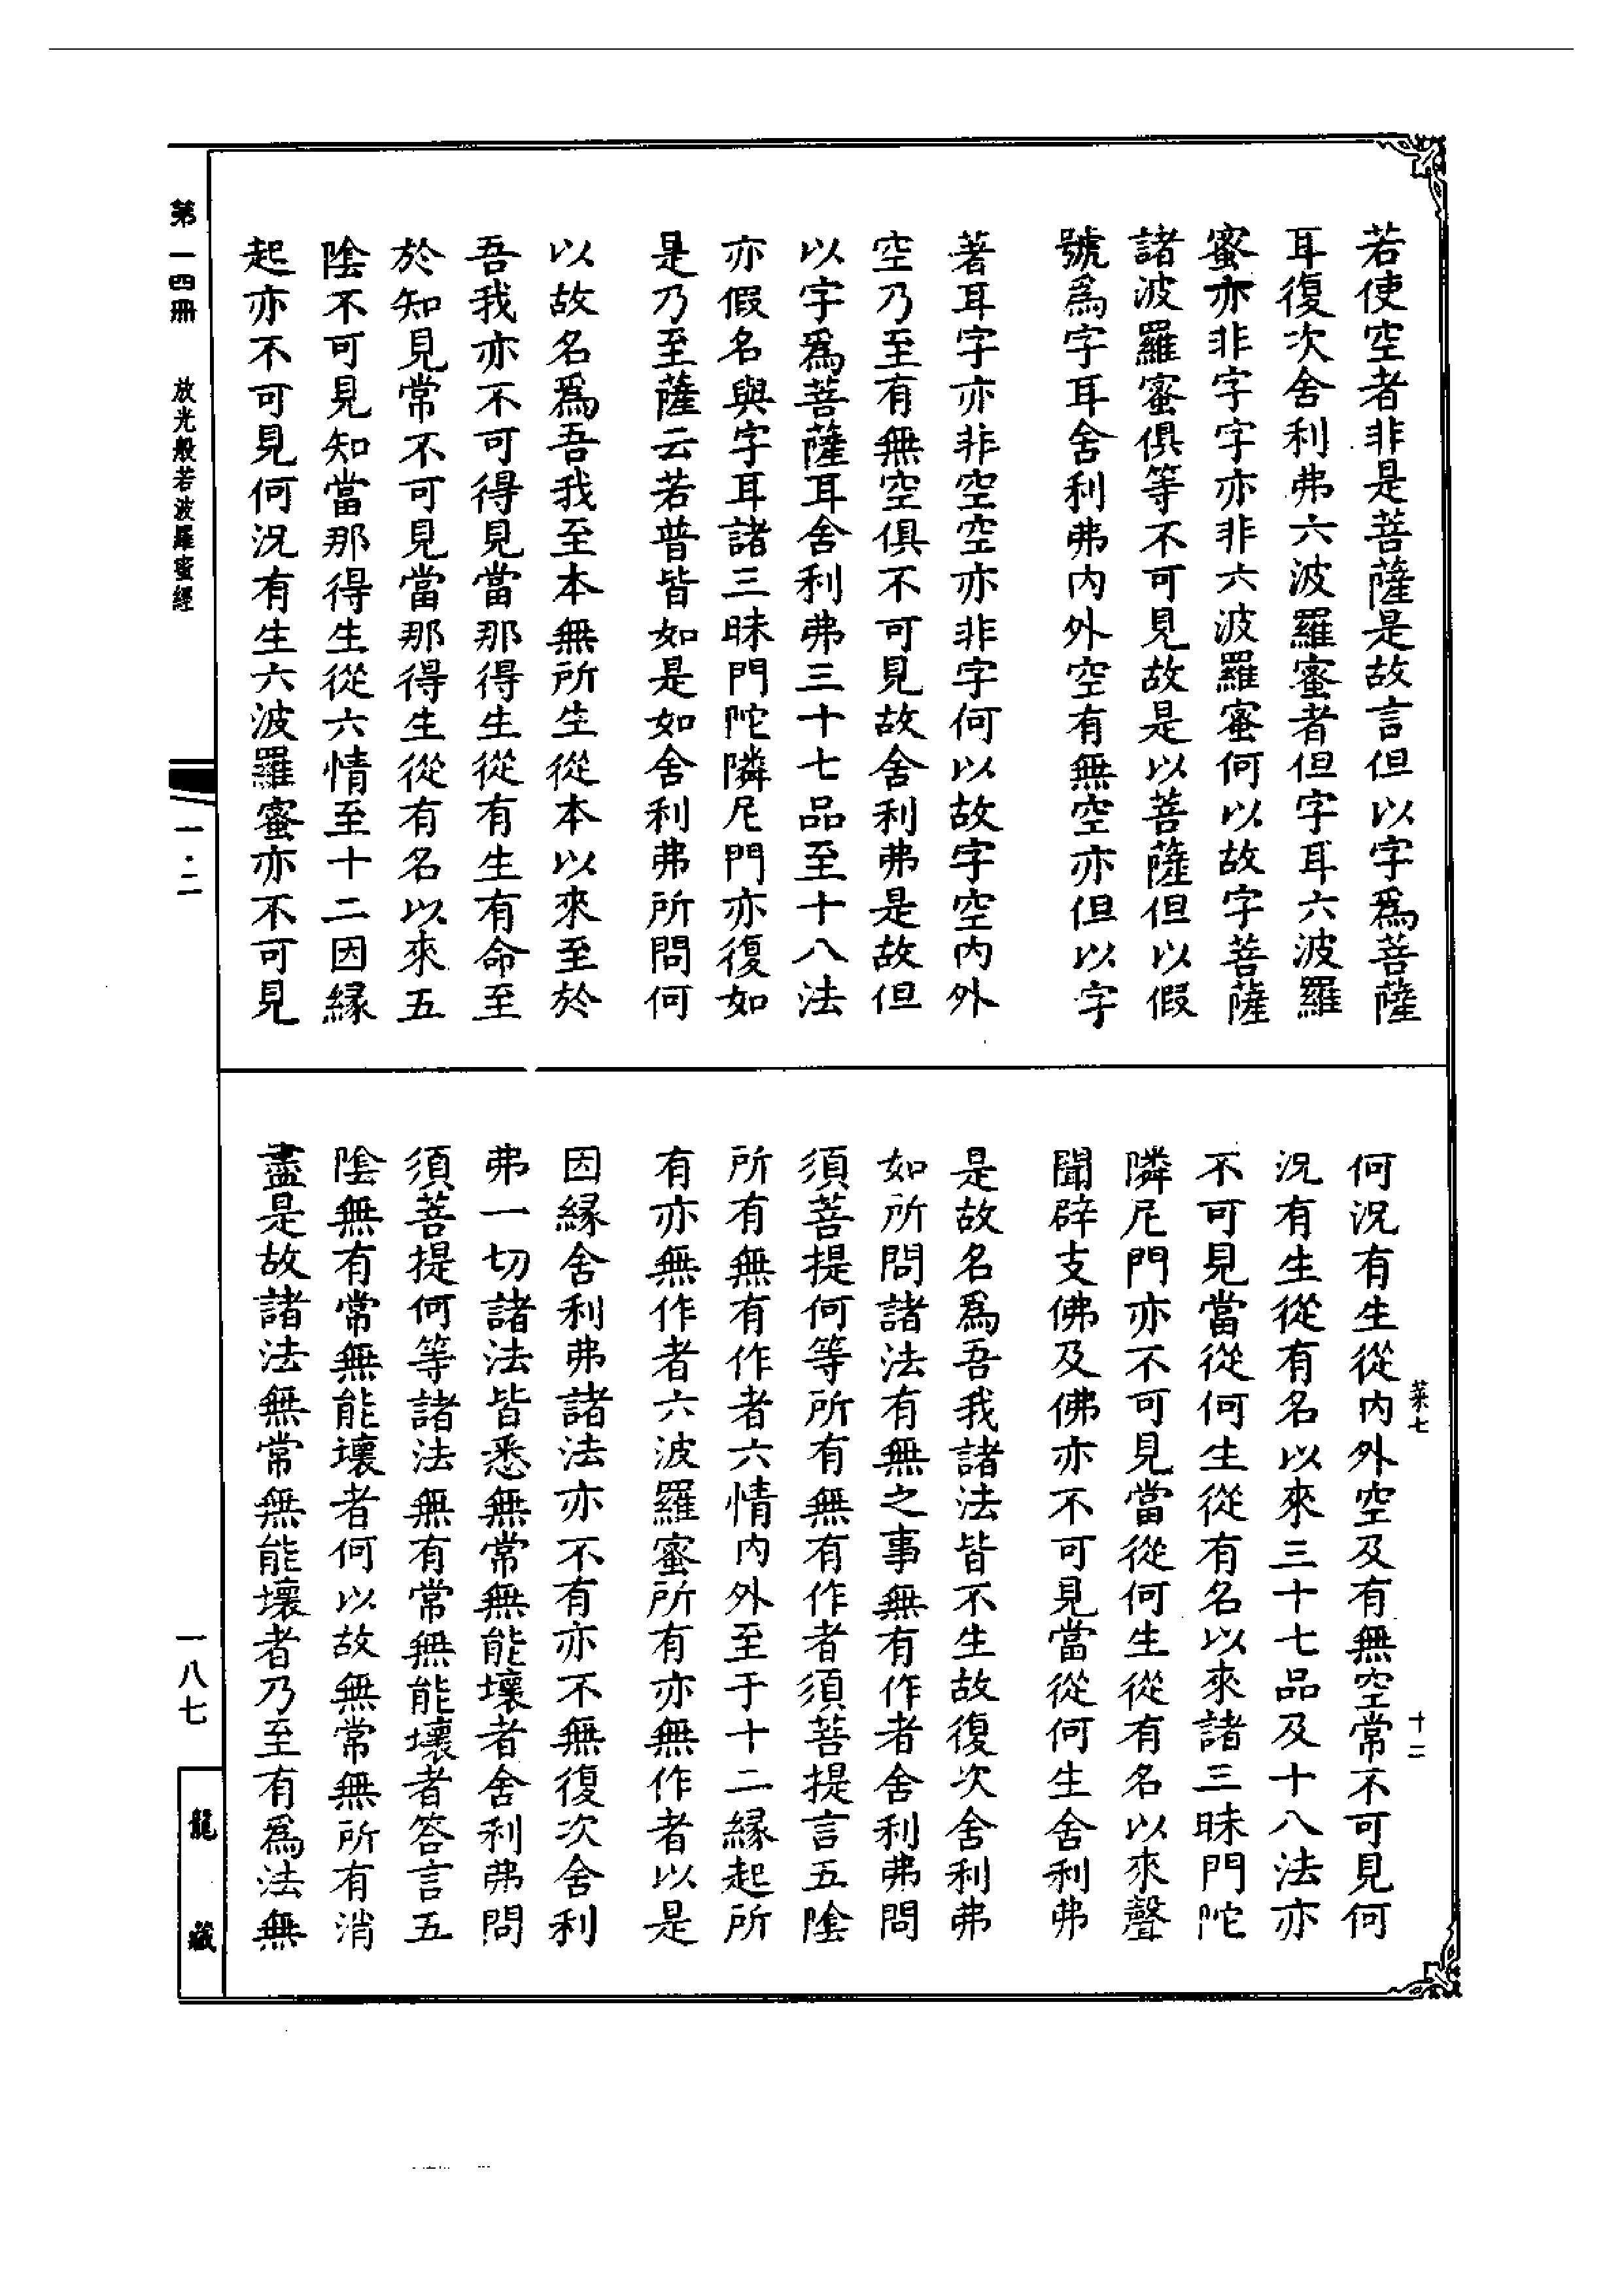 若使空者非是菩薩是故言但以字爲菩薩
耳復次舍利弗六波羅蜜者但字耳六波羅
蜜亦非字字亦非六波羅蜜何以故字菩薩
諸波羅蜜俱等不可見故是以菩薩但以假
號爲字耳舍利弗內外空有無空亦但以字
著耳字亦非空空亦非字何以故字空內外
空乃至有無空俱不可見故舍利弗是故但
以字爲菩薩耳舍利弗三十七品至十八法
亦假名與字耳諸三昧門陀隣尼門亦復如
是乃至薩云若普皆如是如舍利弗所問何
以故名爲吾我至本無所生從本以來至於
吾我亦不可得見當那得生從有生有命至
於知見常不可見當那得生從有名以來五
陰不可見知當那得生從六情至十二因緣
起亦不可見何況有生六波羅蜜亦不可見
菜七
十二
何況有生從內外空及有無空常不可見何
況有生從有名以來三十七品及十八法亦
不可見當從何生從有名以來諸三昧門陀
隣尼門亦不可見當從何生從有名以來聲
聞辟支佛及佛亦不可見當從何生舍利弗
是故名爲吾我諸法皆不生故復次舍利弗
如所問諸法有無之事無有作者舍利弗問
須菩提何等所有無有作者須菩提言五陰
所有無有作者六情內外至于十二緣起所
有亦無作者六波羅蜜所有亦無作者以是
因緣舍利弗諸法亦不有亦不無復次舍利
弗一切諸法皆悉無常無能壞者舍利弗問
須菩提何等諸法無有常無能壞者答言五
陰無有常無能壞者何以故無常無所有消
盡是故諸法無常無能壞者乃至有爲法無
第一四冊
放光般若波羅蜜經
一·二
一八七
龍藏